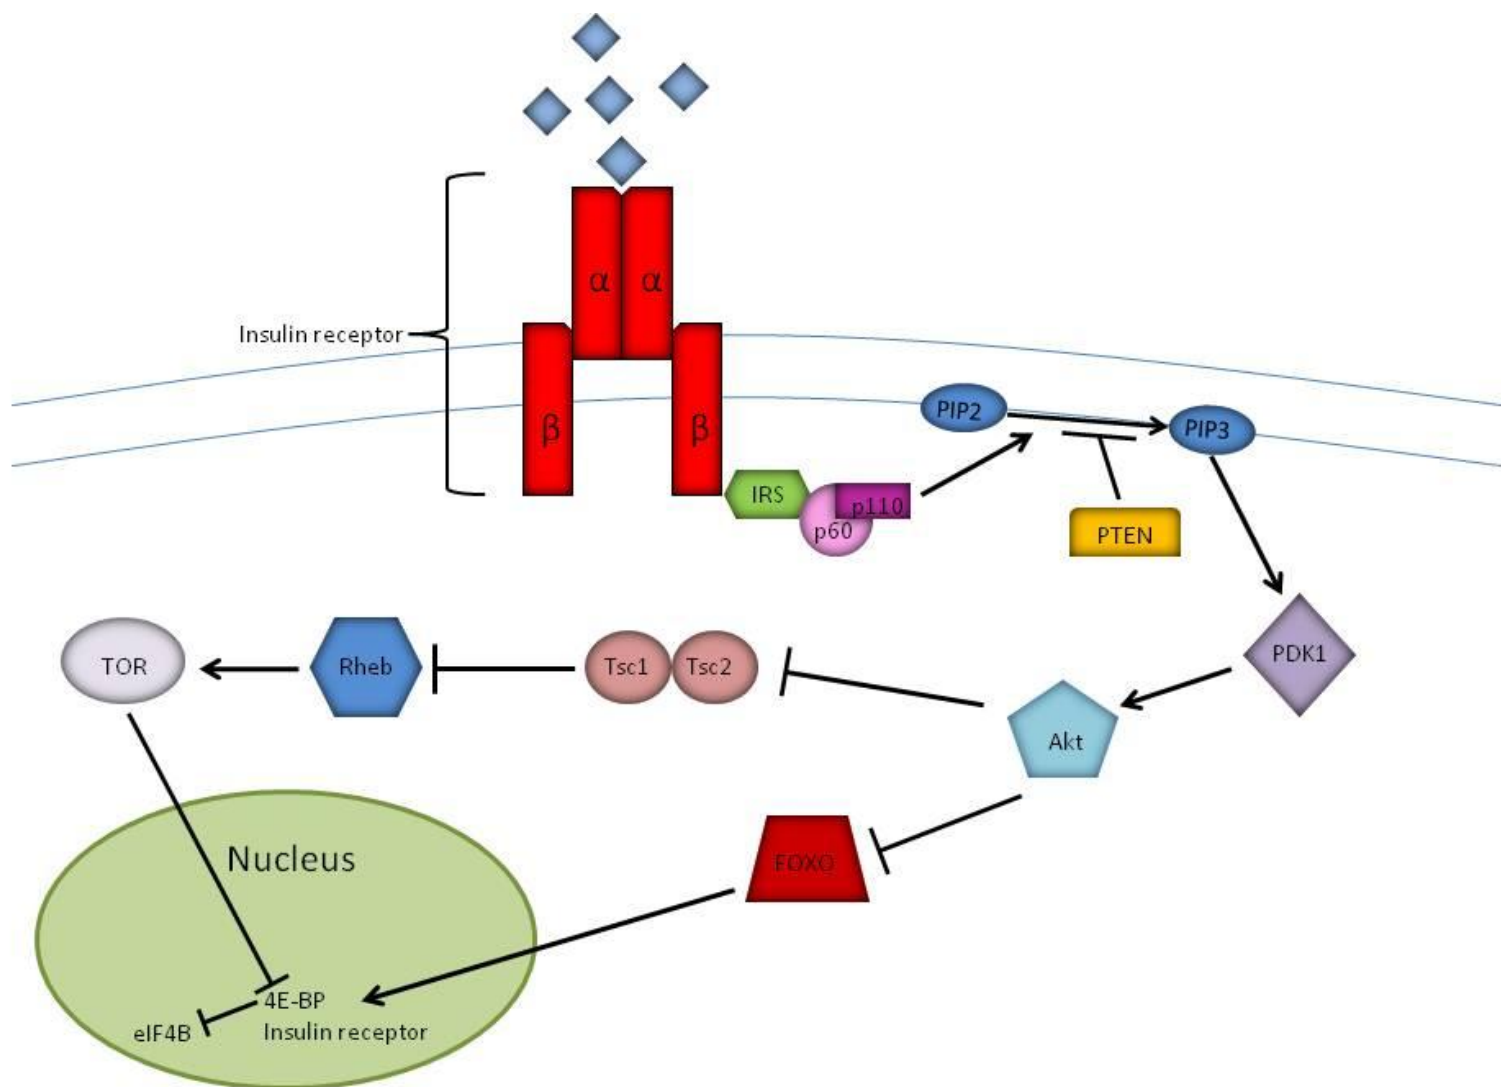 α
α
Insulin receptor
β
β
PIP2
PIP3
IRS
p110
p60
PTEN
TOR
Rheb
Tsc1
Tsc2
PDK1
Akt
Nucleus
FOXO
4E-BP
eIF4B
Insulin receptor